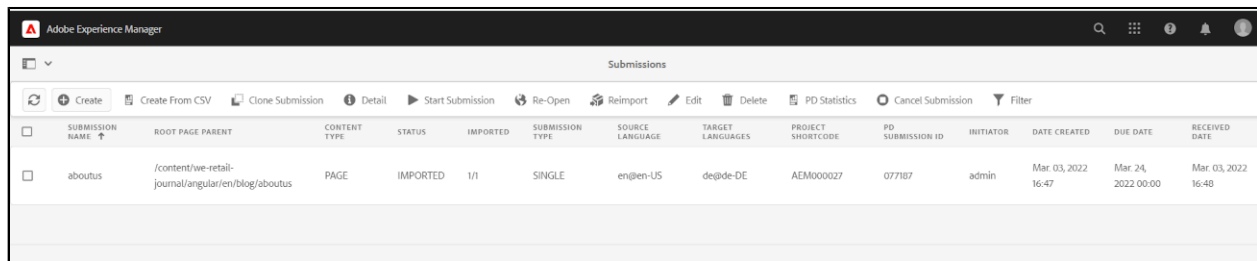 Adobe Experience Manager
Submissions
Create Create From CSV Clone Submission Detail Start Submission Re-Open Reimport Edit Delete PD Statistics Cancel Submission Filter
SUBMISSION NAME ↑ ROOT PAGE PARENT CONTENT TYPE STATUS IMPORTED SUBMISSION TYPE SOURCE LANGUAGE TARGET LANGUAGES PROJECT SHORTCODE PD SUBMISSION ID INITIATOR DATE CREATED DUE DATE RECEIVED DATE
aboutus /content/we-retail-journal/angular/en/blog/aboutus PAGE IMPORTED 1/1 SINGLE en@en-US de@de-DE AEM000027 077187 admin Mar. 03, 2022 16:47 Mar. 24, 2022 00:00 Mar. 03, 2022 16:48